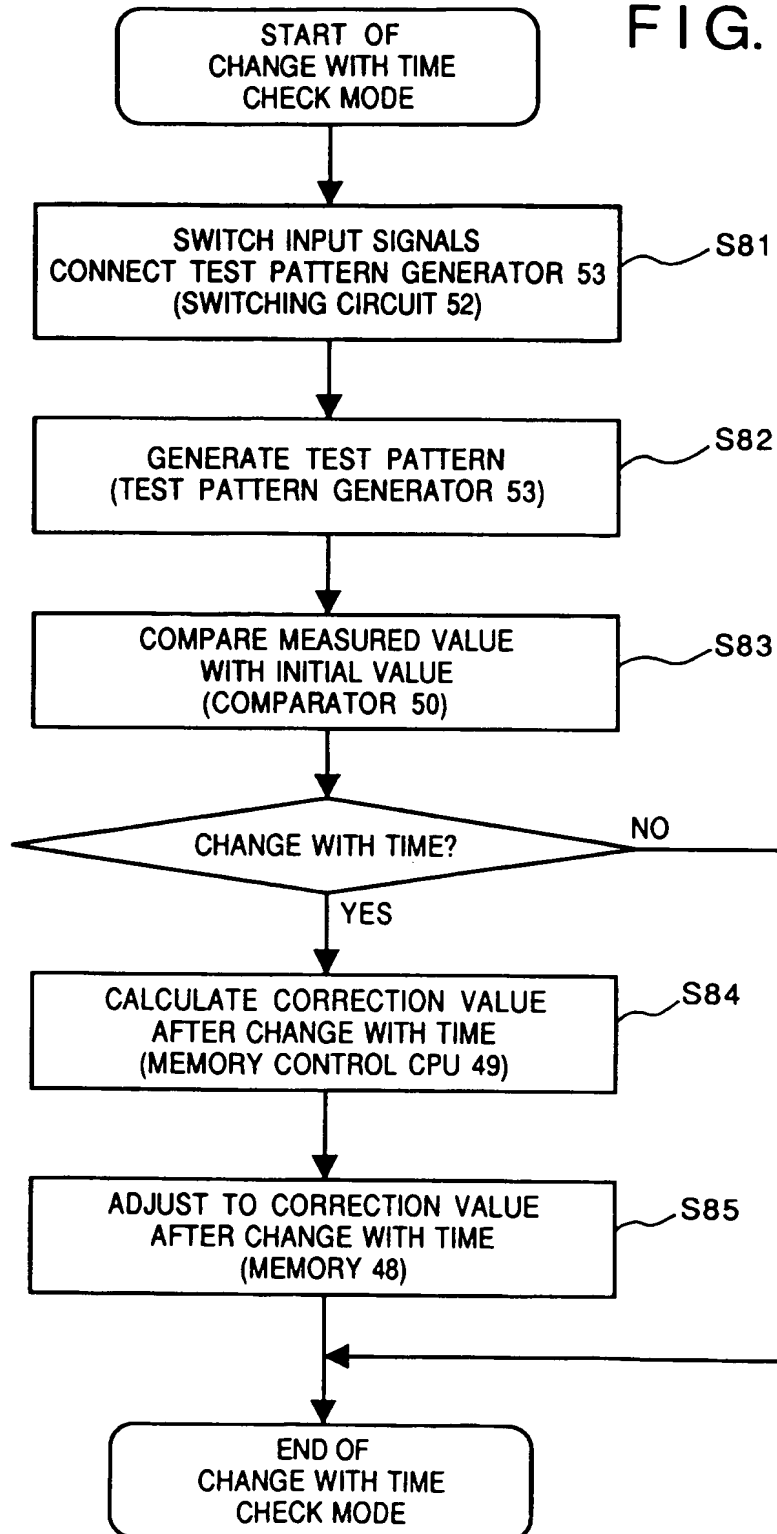 FIG.
START OF
CHANGE WITH TIME
CHECK MODE
SWITCH INPUT SIGNALS
CONNECT TEST PATTERN GENERATOR 53
(SWITCHING CIRCUIT 52)
S81
GENERATE TEST PATTERN
(TEST PATTERN GENERATOR 53)
S82
COMPARE MEASURED VALUE
WITH INITIAL VALUE
(COMPARATOR 50)
S83
CHANGE WITH TIME?
NO
YES
CALCULATE CORRECTION VALUE
AFTER CHANGE WITH TIME
(MEMORY CONTROL CPU 49)
S84
ADJUST TO CORRECTION VALUE
AFTER CHANGE WITH TIME
(MEMORY 48)
S85
END OF
CHANGE WITH TIME
CHECK MODE